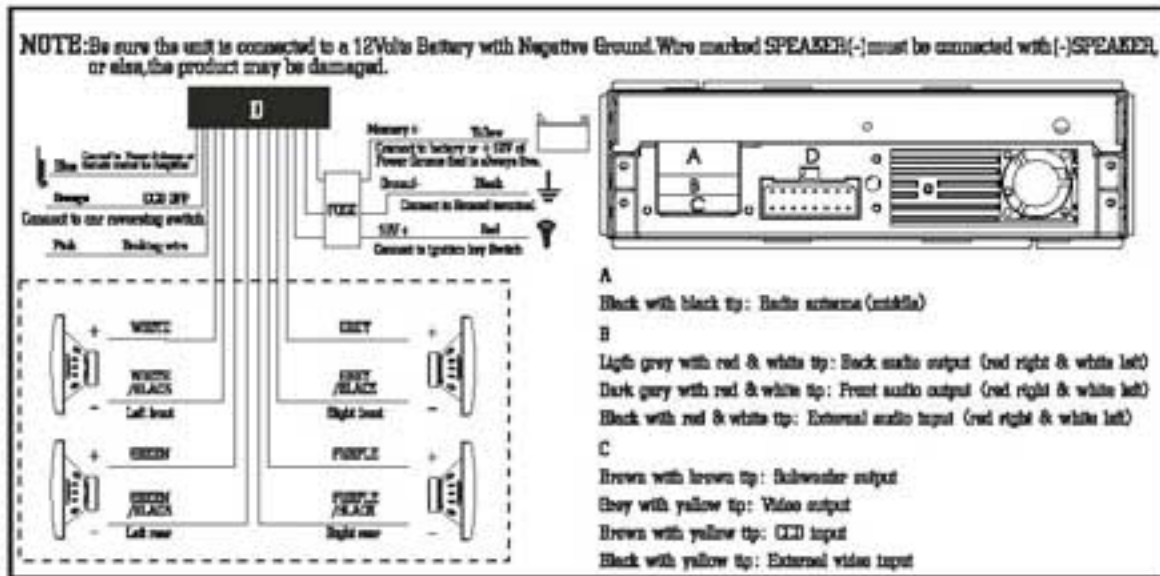 NOTE:Be sure the unit is connected to a 12Volts Battery with Negative Ground.Wire marked SPEAKER(-)must be connected with(-)SPEAKER,
or else,the product may be damaged.
D
Memory + Yellow
Connect to battery or + 12V of
Power Source that is always live.
Blue
Orange CCD OFF
Connect to car reversing switch
Pink Braking wire
FUSE
Ground- Black
Connect to Ground terminal.
12V + Red
Connect to ignition key Switch
+ WHITE
WHITE
/BLACK
- Left front
GREY +
GREY
/BLACK
Right front -
+ GREEN
GREEN
/BLACK
- Left rear
PURPLE +
PURPLE
/BLACK
Right rear -
A
B
C
D
A
Black with black tip: Radio antenna (middle)
B
Ligth grey with red & white tip: Back audio output (red right & white left)
Dark gery with red & white tip: Front audio output (red right & white left)
Black with red & white tip: External audio input (red right & white left)
C
Brown with brown tip: Subwoofer output
Grey with yellow tip: Video output
Brown with yellow tip: CCD input
Black with yellow tip: External video input